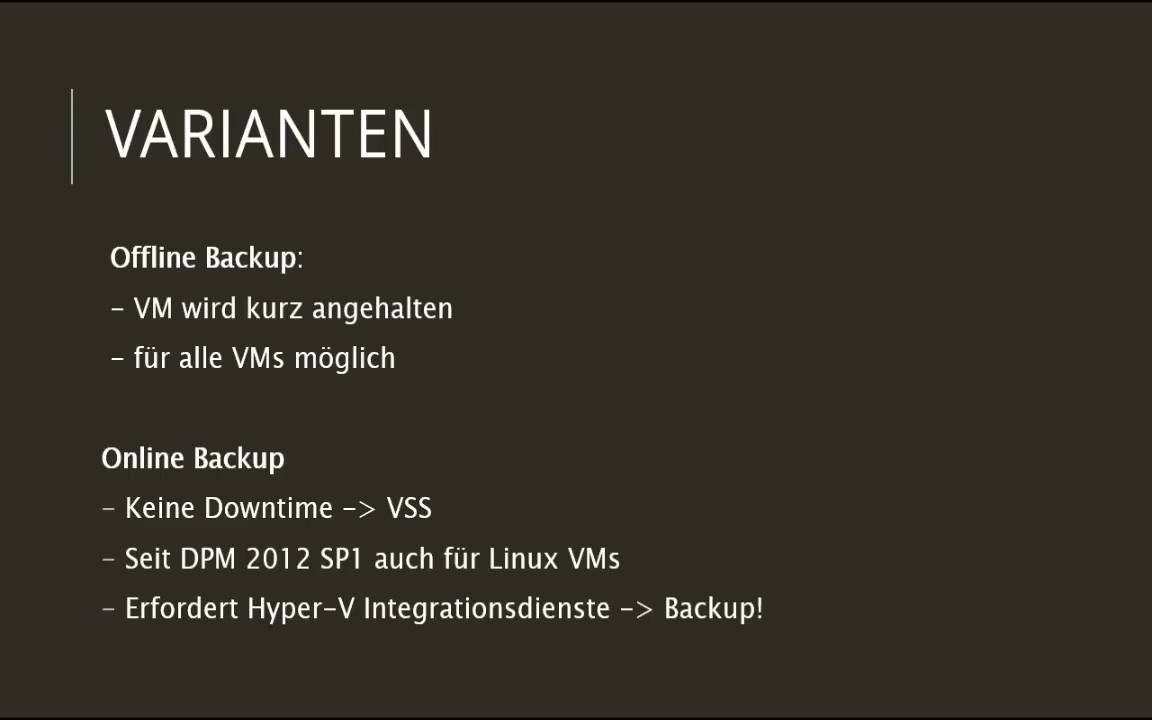 VARIANTEN
Offline Backup:
- VM wird kurz angehalten
- für alle VMs möglich
Online Backup
- Keine Downtime -> VSS
- Seit DPM 2012 SP1 auch für Linux VMs
- Erfordert Hyper-V Integrationsdienste -> Backup!